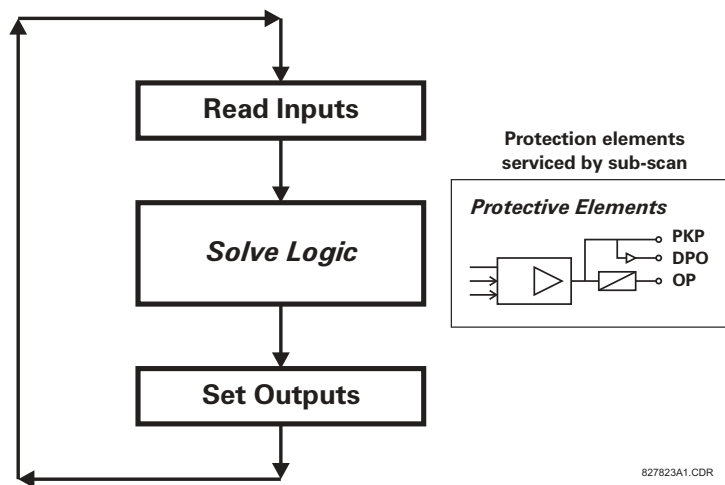 Read Inputs
Protection elements
serviced by sub-scan
Protective Elements
PKP
DPO
OP
Solve Logic
Set Outputs
827823A1.CDR